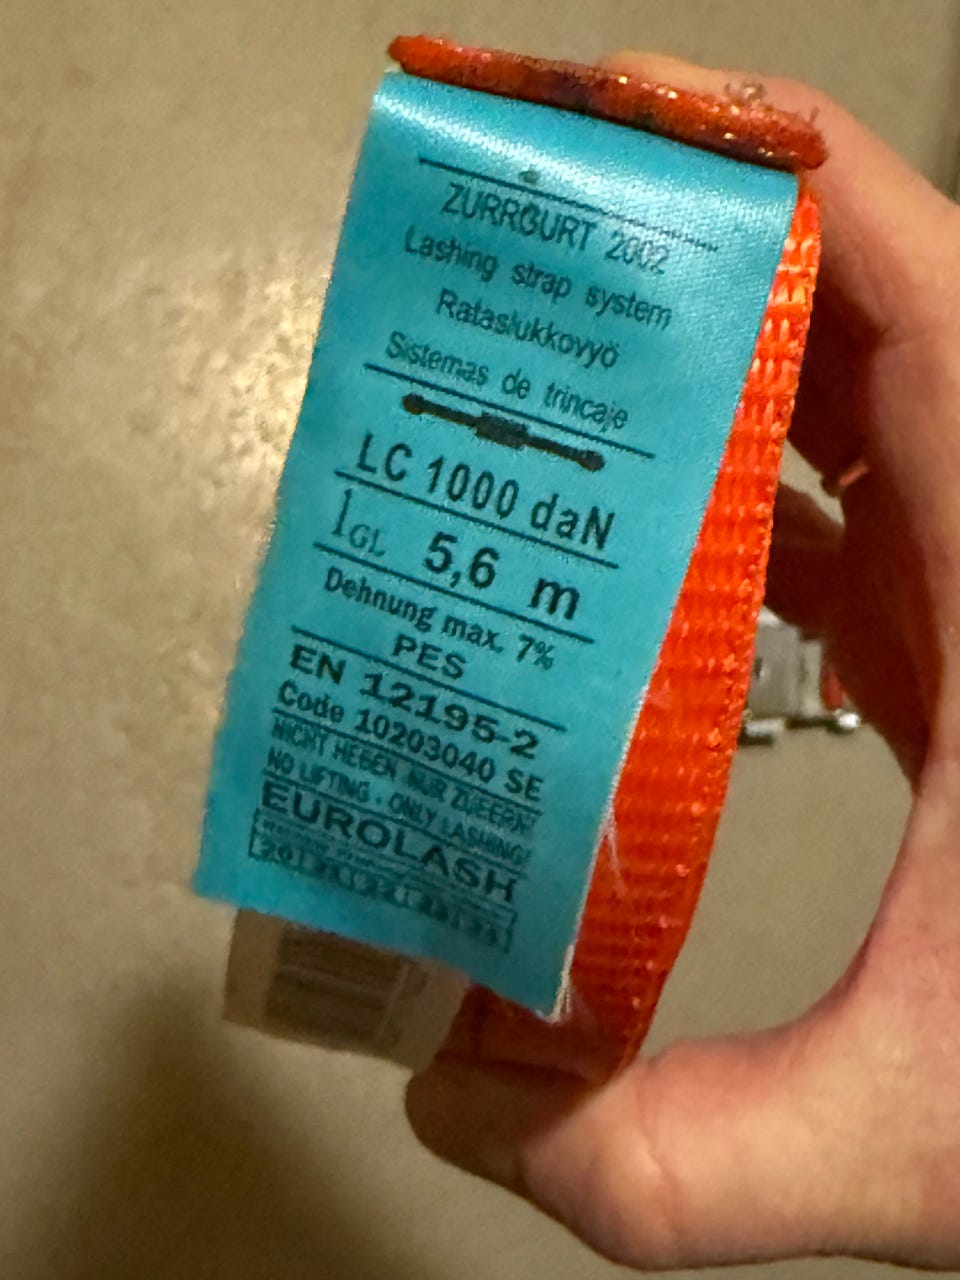 ZURRGURT 2002
Lashing strap system
Rataslukkovyö
Sistemas de trincaje
LC 1000 daN
lGL 5,6 m
Dehnung max. 7%
PES
EN 12195-2
Code 10203040 SE
NICHT HEBEN, NUR ZURREN!
NO LIFTING - ONLY LASHING!
EUROLASH
20